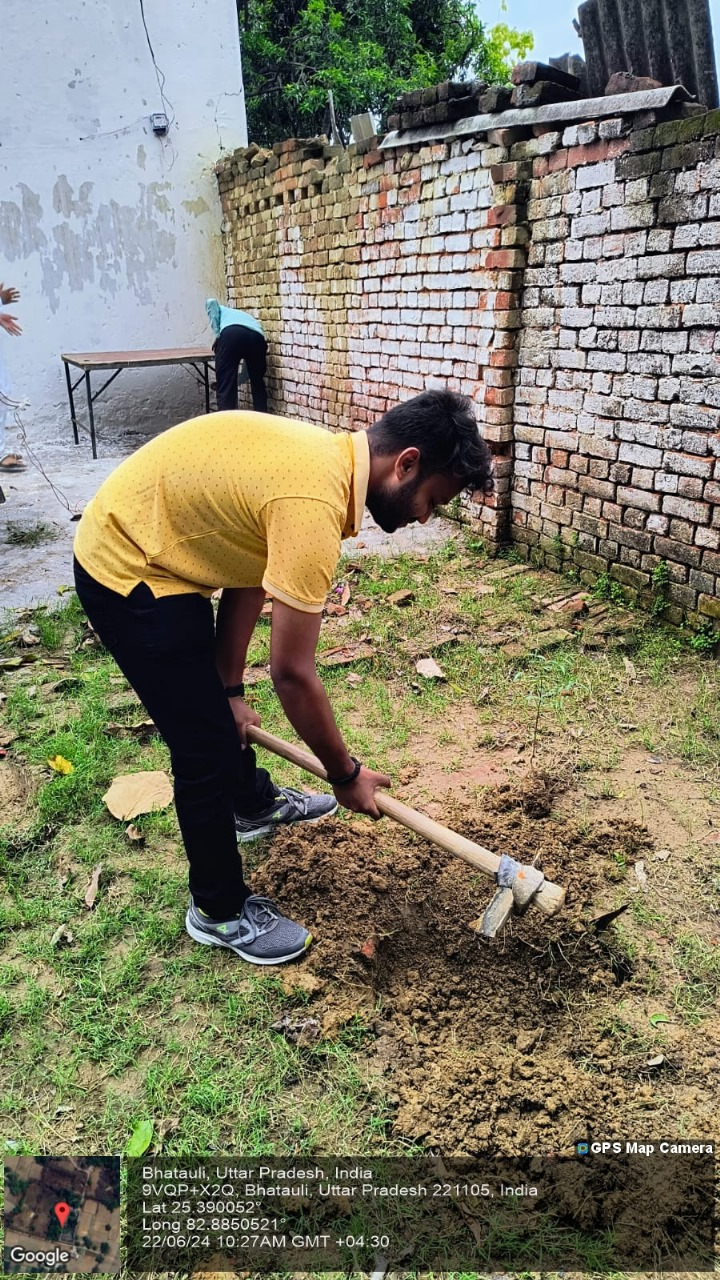 GPS Map Camera
Bhatauli, Uttar Pradesh, India
9VQP+X2Q, Bhatauli, Uttar Pradesh 221105, India
Lat 25.390052°
Long 82.8850521°
22/06/24 10:27AM GMT +04:30
Google